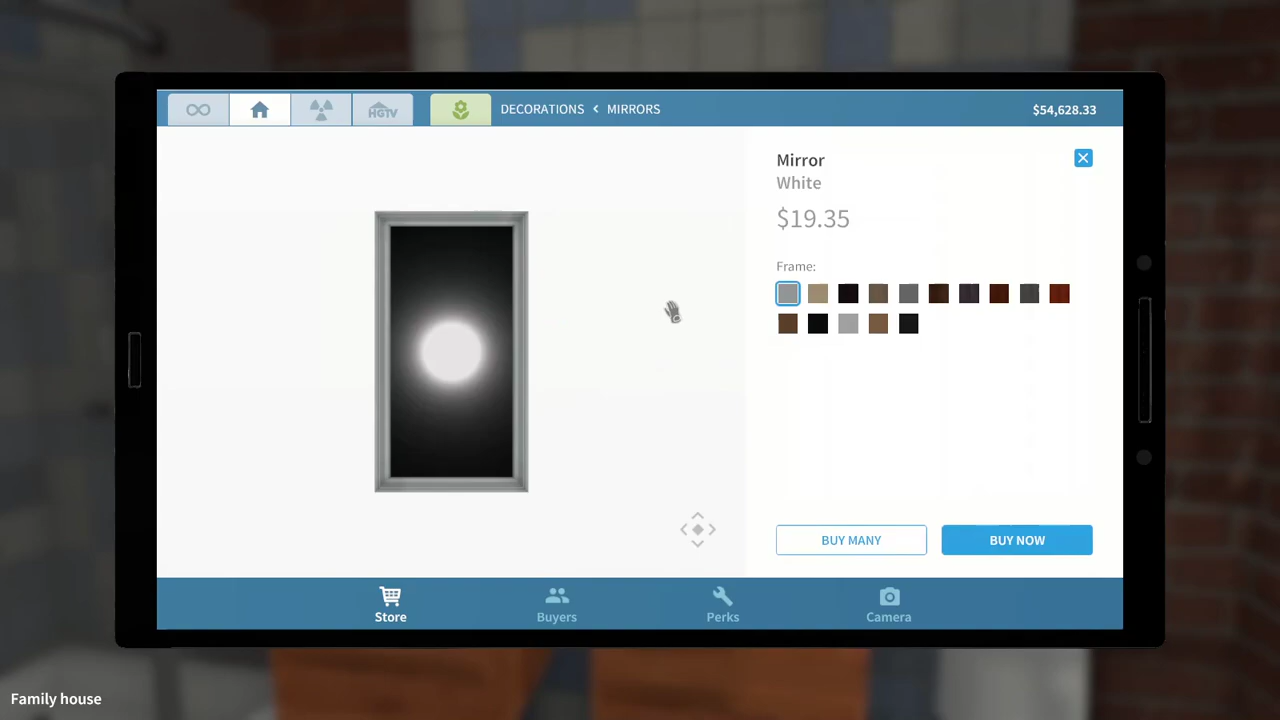 HGTV
DECORATIONS < MIRRORS
$54,628.33
Mirror
White
$19.35
Frame:
BUY MANY
BUY NOW
Store
Buyers
Perks
Camera
Family house